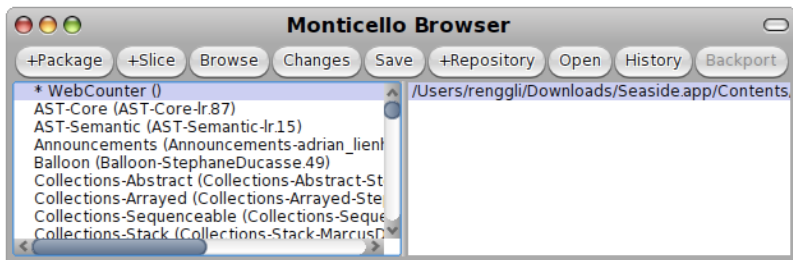 Monticello Browser
+Package +Slice Browse Changes Save +Repository Open History Backport
* WebCounter ()
/Users/renggli/Downloads/Seaside.app/Contents/
AST-Core (AST-Core-lr.87)
AST-Semantic (AST-Semantic-lr.15)
Announcements (Announcements-adrian_lienh
Balloon (Balloon-StephaneDucasse.49)
Collections-Abstract (Collections-Abstract-St
Collections-Arrayed (Collections-Arrayed-Ste
Collections-Sequenceable (Collections-Seque
Collections-Stack (Collections-Stack-MarcusD